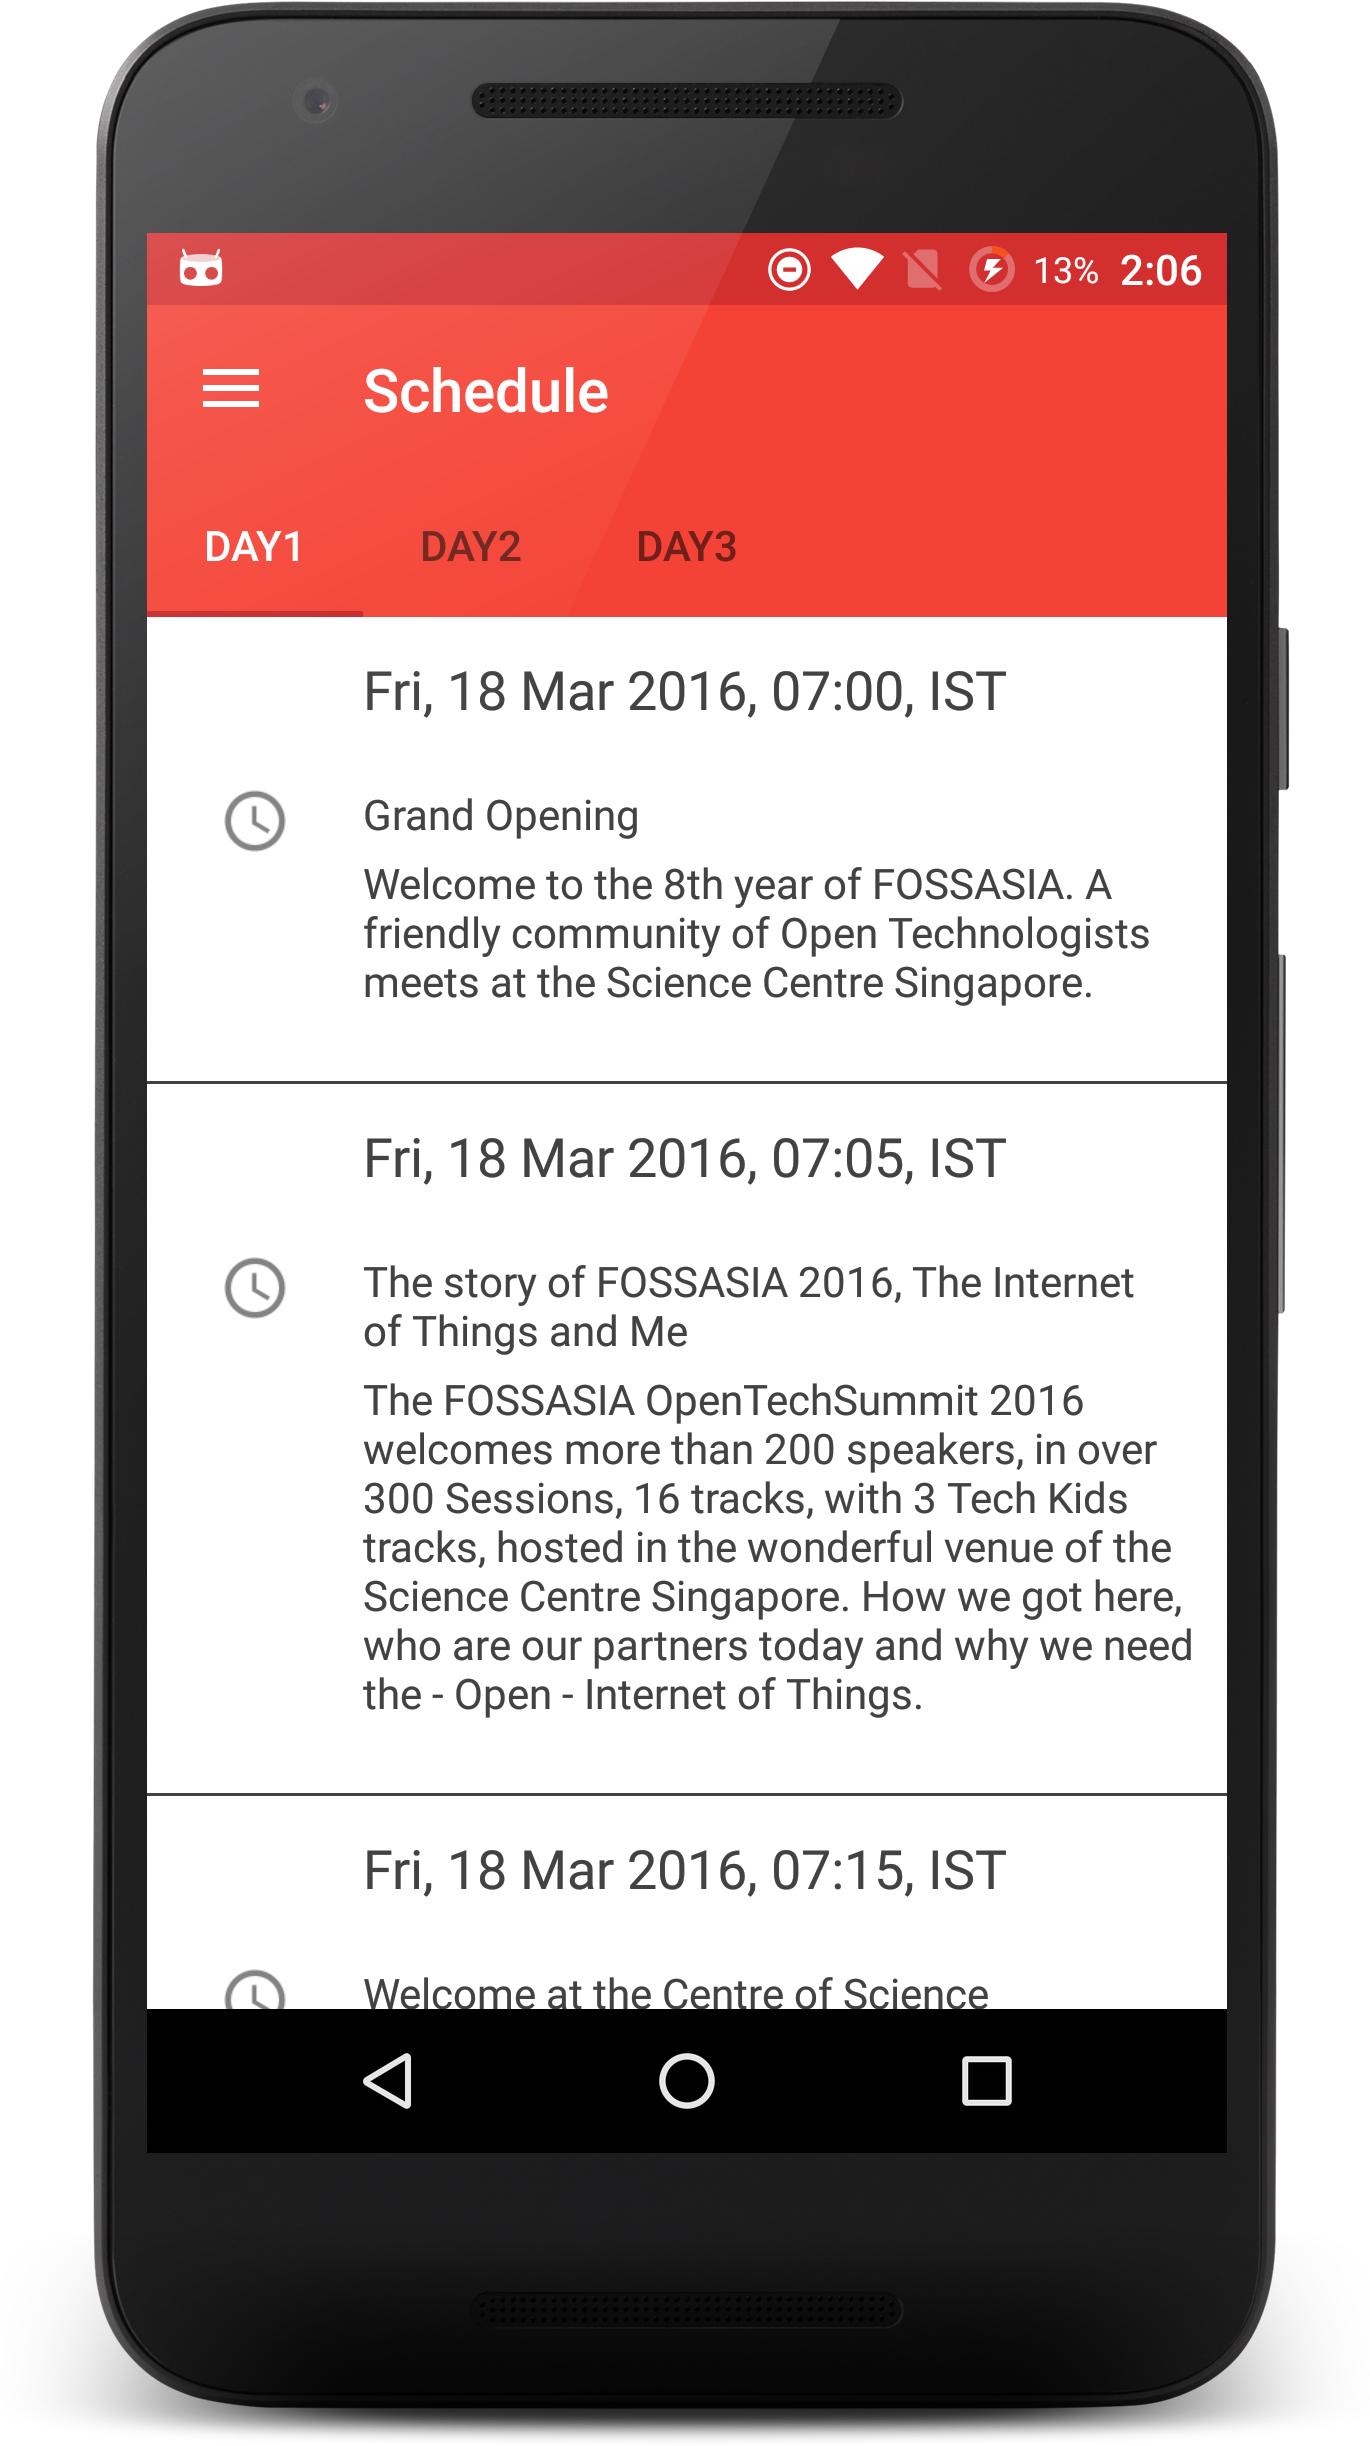 13% 2:06
Schedule
DAY1 DAY2 DAY3
Fri, 18 Mar 2016, 07:00, IST
Grand Opening
Welcome to the 8th year of FOSSASIA. A
friendly community of Open Technologists
meets at the Science Centre Singapore.
Fri, 18 Mar 2016, 07:05, IST
The story of FOSSASIA 2016, The Internet
of Things and Me
The FOSSASIA OpenTechSummit 2016
welcomes more than 200 speakers, in over
300 Sessions, 16 tracks, with 3 Tech Kids
tracks, hosted in the wonderful venue of the
Science Centre Singapore. How we got here,
who are our partners today and why we need
the - Open - Internet of Things.
Fri, 18 Mar 2016, 07:15, IST
Welcome at the Centre of Science